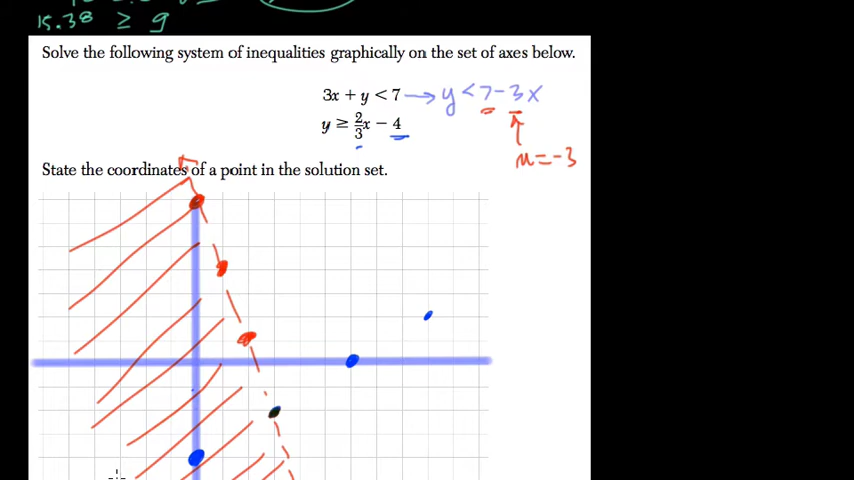 15.38 ≥ 9
Solve the following system of inequalities graphically on the set of axes below.
3x + y < 7 → y < 7 - 3x
y ≥ 2/3x − 4
m = -3
State the coordinates of a point in the solution set.